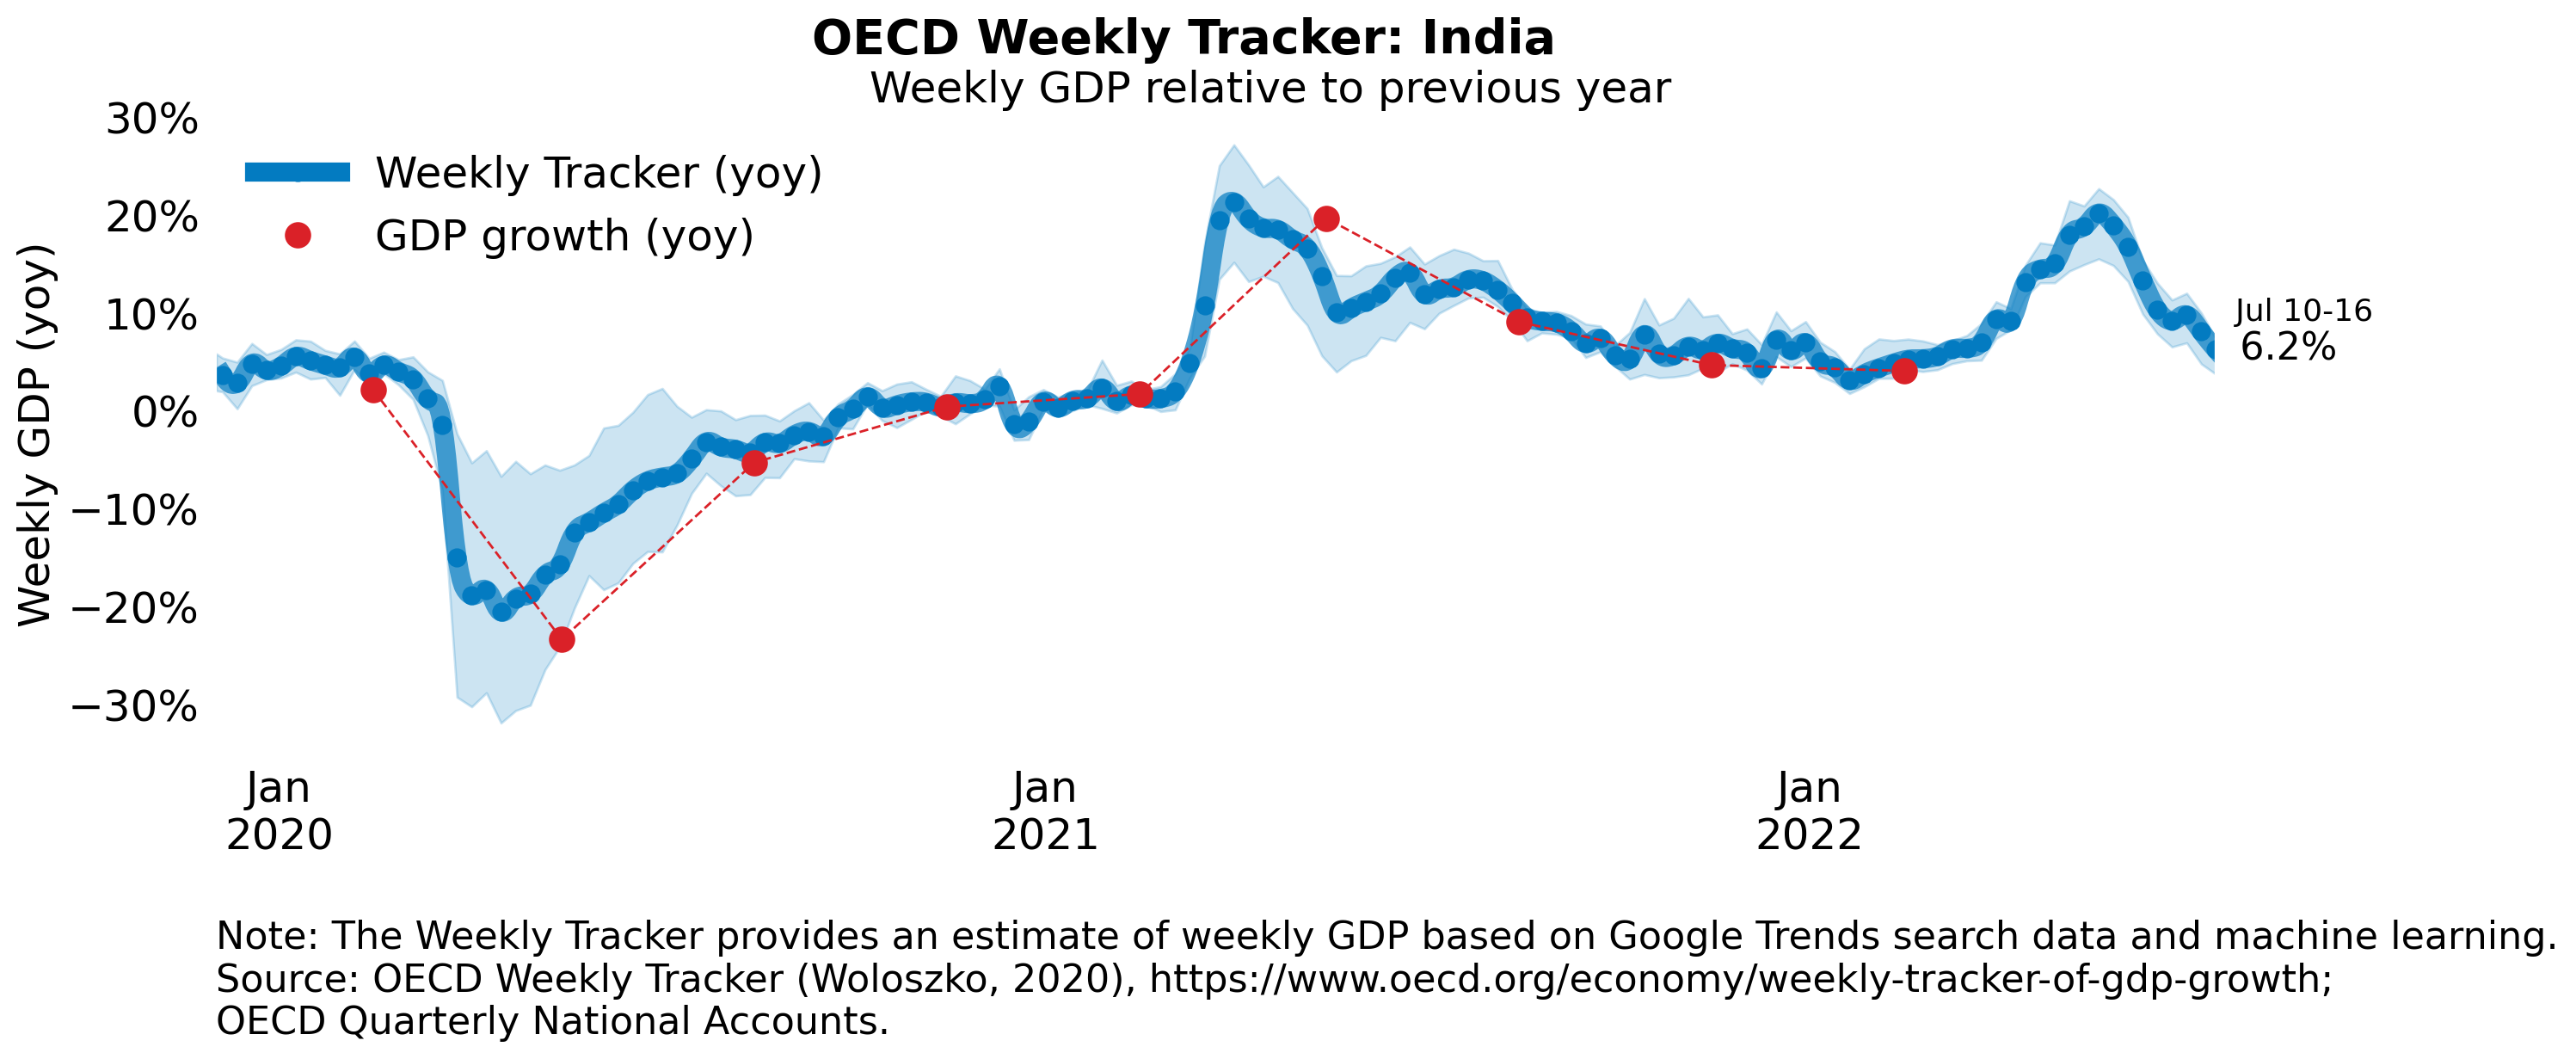 OECD Weekly Tracker: India
Weekly GDP relative to previous year
30%
20%
10%
0%
−10%
−20%
−30%
Weekly GDP (yoy)
Weekly Tracker (yoy)
GDP growth (yoy)
Jul 10-16
6.2%
Jan
2020
Jan
2021
Jan
2022
Note: The Weekly Tracker provides an estimate of weekly GDP based on Google Trends search data and machine learning.
Source: OECD Weekly Tracker (Woloszko, 2020), https://www.oecd.org/economy/weekly-tracker-of-gdp-growth;
OECD Quarterly National Accounts.